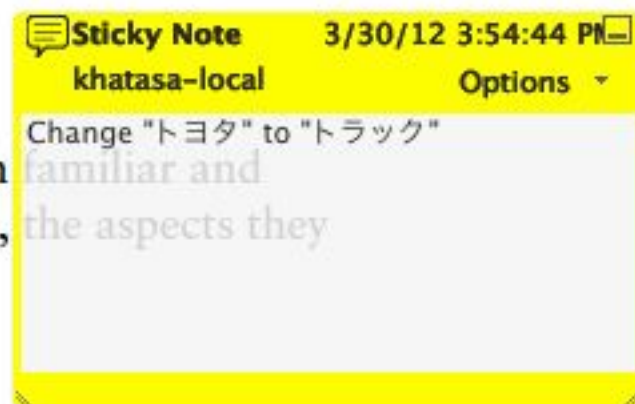 Sticky Note 3/30/12 3:54:44 PM
khatasa-local Options
Change "トヨタ" to "トラック"
familiar and
, the aspects they